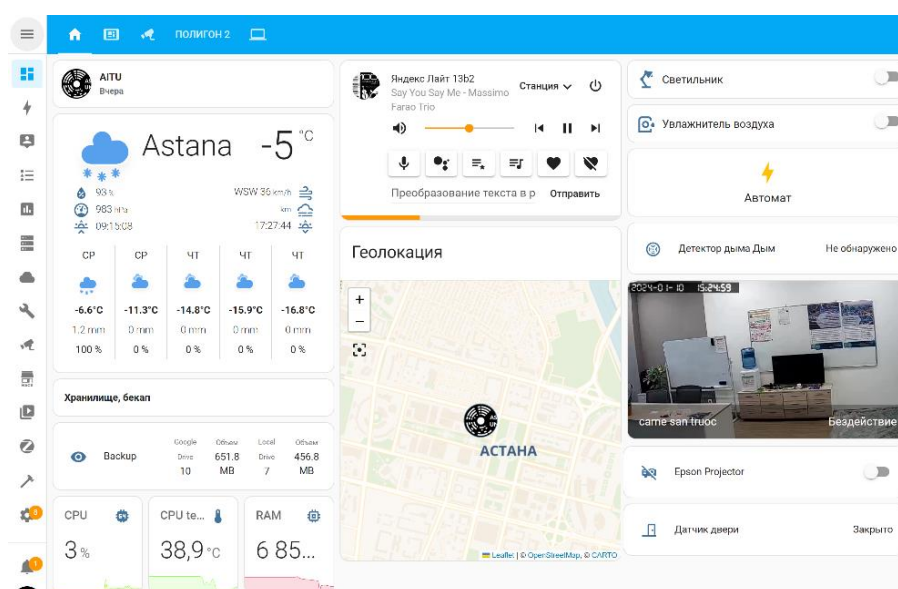 ПОЛИГОН 2
AITU
Вчера
Astana -5 °C
93 %
WSW 36 km/h
983 hPa
km
09:15:08
17:27:44
СР СР ЧТ ЧТ ЧТ
-6.6°C -11.3°C -14.8°C -15.9°C -16.8°C
1.2 mm 0 mm 0 mm 0 mm 0 mm
100 % 0 % 0 % 0 % 0 %
Хранилище, бекап
Backup
Google Drive 10
Объем 651.8 MB
Local Drive 7
Объем 456.8 MB
CPU
3 %
CPU te...
38,9 °C
RAM
6 85...
Яндекс Лайт 13b2
Say You Say Me - Massimo
Farao Trio
Станция
Преобразование текста в р
Отправить
Геолокация
+
−
АСТАНА
Leaflet | © OpenStreetMap, © CARTO
Светильник
Увлажнитель воздуха
Автомат
Детектор дыма Дым
Не обнаружено
2024-01-10 15:24:59
came san truoc
Бездействие
Epson Projector
Датчик двери
Закрыто